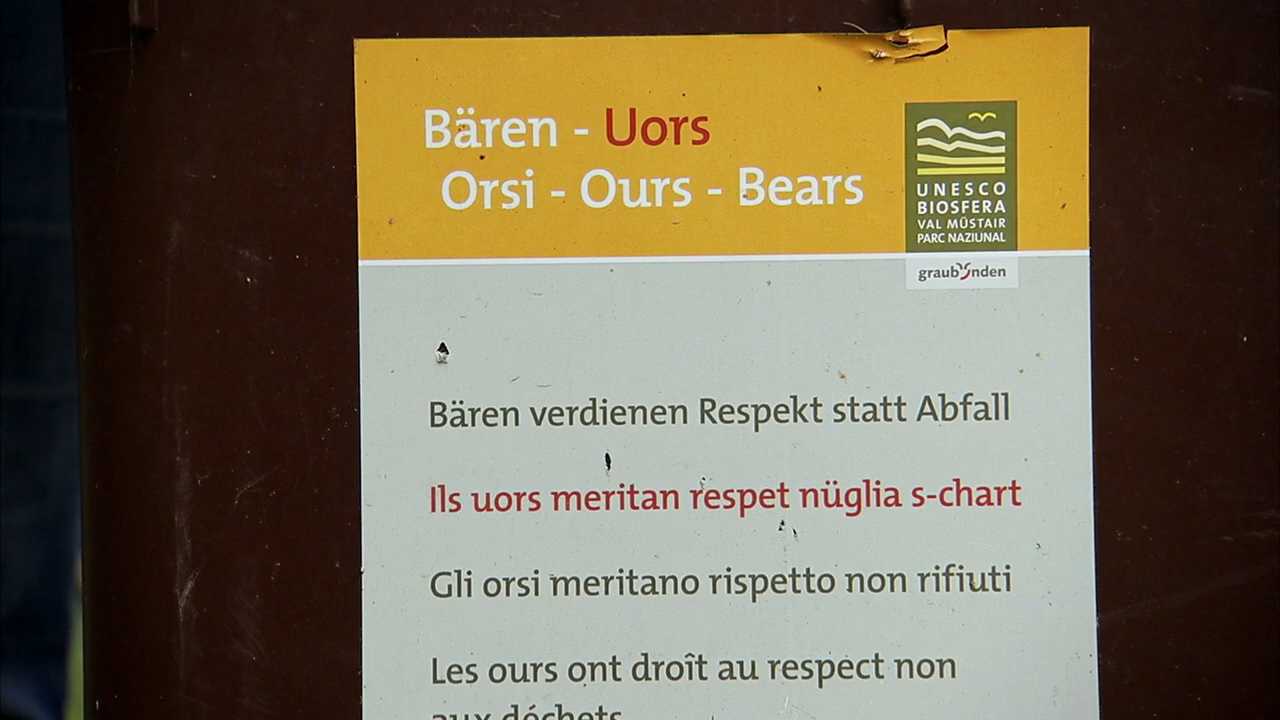 Bären - Uors
Orsi - Ours - Bears
UNESCO
BIOSFERA
VAL MÜSTAIR
PARC NAZIUNAL
graubünden
Bären verdienen Respekt statt Abfall
Ils uors meritan respet nüglia s-chart
Gli orsi meritano rispetto non rifiuti
Les ours ont droît au respect non
aux déchets